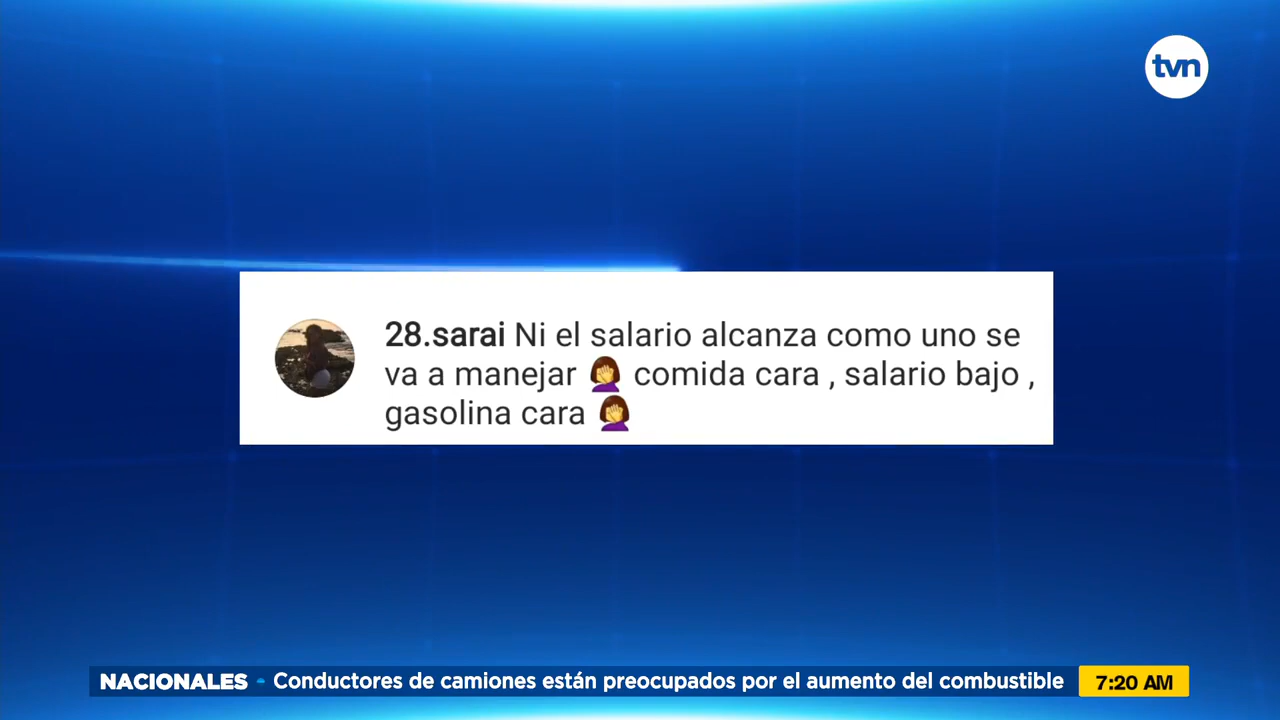 tvn
28.sarai Ni el salario alcanza como uno se
va a manejar 🤦‍♀️ comida cara , salario bajo ,
gasolina cara 🤦‍♀️
NACIONALES - Conductores de camiones están preocupados por el aumento del combustible 7:20 AM